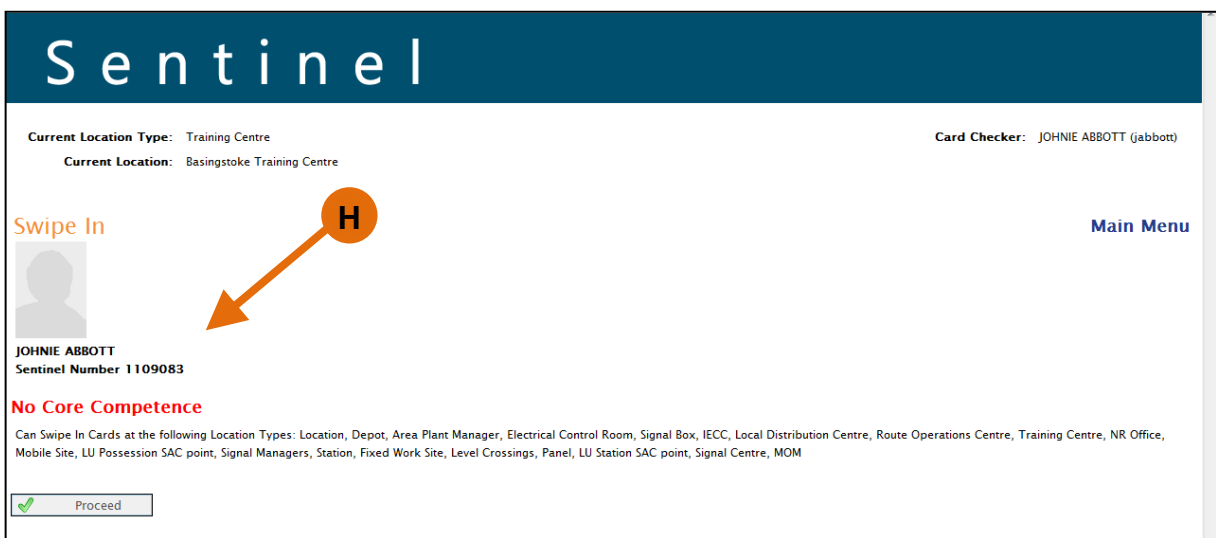 Sentinel
Current Location Type: Training Centre
Card Checker: JOHNIE ABBOTT (jabbott)
Current Location: Basingstoke Training Centre
H
Swipe In
Main Menu
JOHNIE ABBOTT
Sentinel Number 1109083
No Core Competence
Can Swipe In Cards at the following Location Types: Location, Depot, Area Plant Manager, Electrical Control Room, Signal Box, IECC, Local Distribution Centre, Route Operations Centre, Training Centre, NR Office,
Mobile Site, LU Possession SAC point, Signal Managers, Station, Fixed Work Site, Level Crossings, Panel, LU Station SAC point, Signal Centre, MOM
Proceed